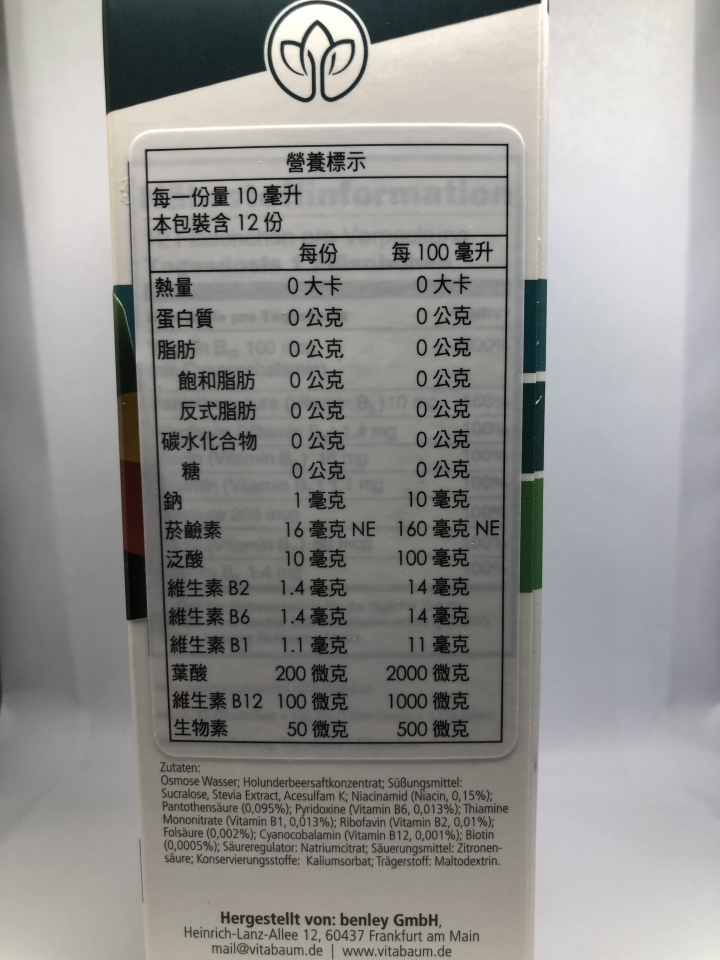 營養標示
每一份量 10 毫升
本包裝含 12 份
每份 每 100 毫升
熱量 0 大卡 0 大卡
蛋白質 0 公克 0 公克
脂肪 0 公克 0 公克
飽和脂肪 0 公克 0 公克
反式脂肪 0 公克 0 公克
碳水化合物 0 公克 0 公克
糖 0 公克 0 公克
鈉 1 毫克 10 毫克
菸鹼素 16 毫克 NE 160 毫克 NE
泛酸 10 毫克 100 毫克
維生素 B2 1.4 毫克 14 毫克
維生素 B6 1.4 毫克 14 毫克
維生素 B1 1.1 毫克 11 毫克
葉酸 200 微克 2000 微克
維生素 B12 100 微克 1000 微克
生物素 50 微克 500 微克
Zutaten:
Osmose Wasser; Holunderbeersaftkonzentrat; Süßungsmittel:
Sucralose, Stevia Extract, Acesulfam K; Niacinamid (Niacin, 0,15%);
Pantothensäure (0,095%); Pyridoxine (Vitamin B6, 0,013%); Thiamine
Mononitrate (Vitamin B1, 0,013%); Ribofavin (Vitamin B2, 0,01%);
Folsäure (0,002%); Cyanocobalamin (Vitamin B12, 0,001%); Biotin
(0,0005%); Säureregulator: Natriumcitrat; Säuerungsmittel: Zitronen-
säure; Konservierungsstoffe: Kaliumsorbat; Trägerstoff: Maltodextrin.
Hergestellt von: benley GmbH,
Heinrich-Lanz-Allee 12, 60437 Frankfurt am Main
mail@vitabaum.de | www.vitabaum.de